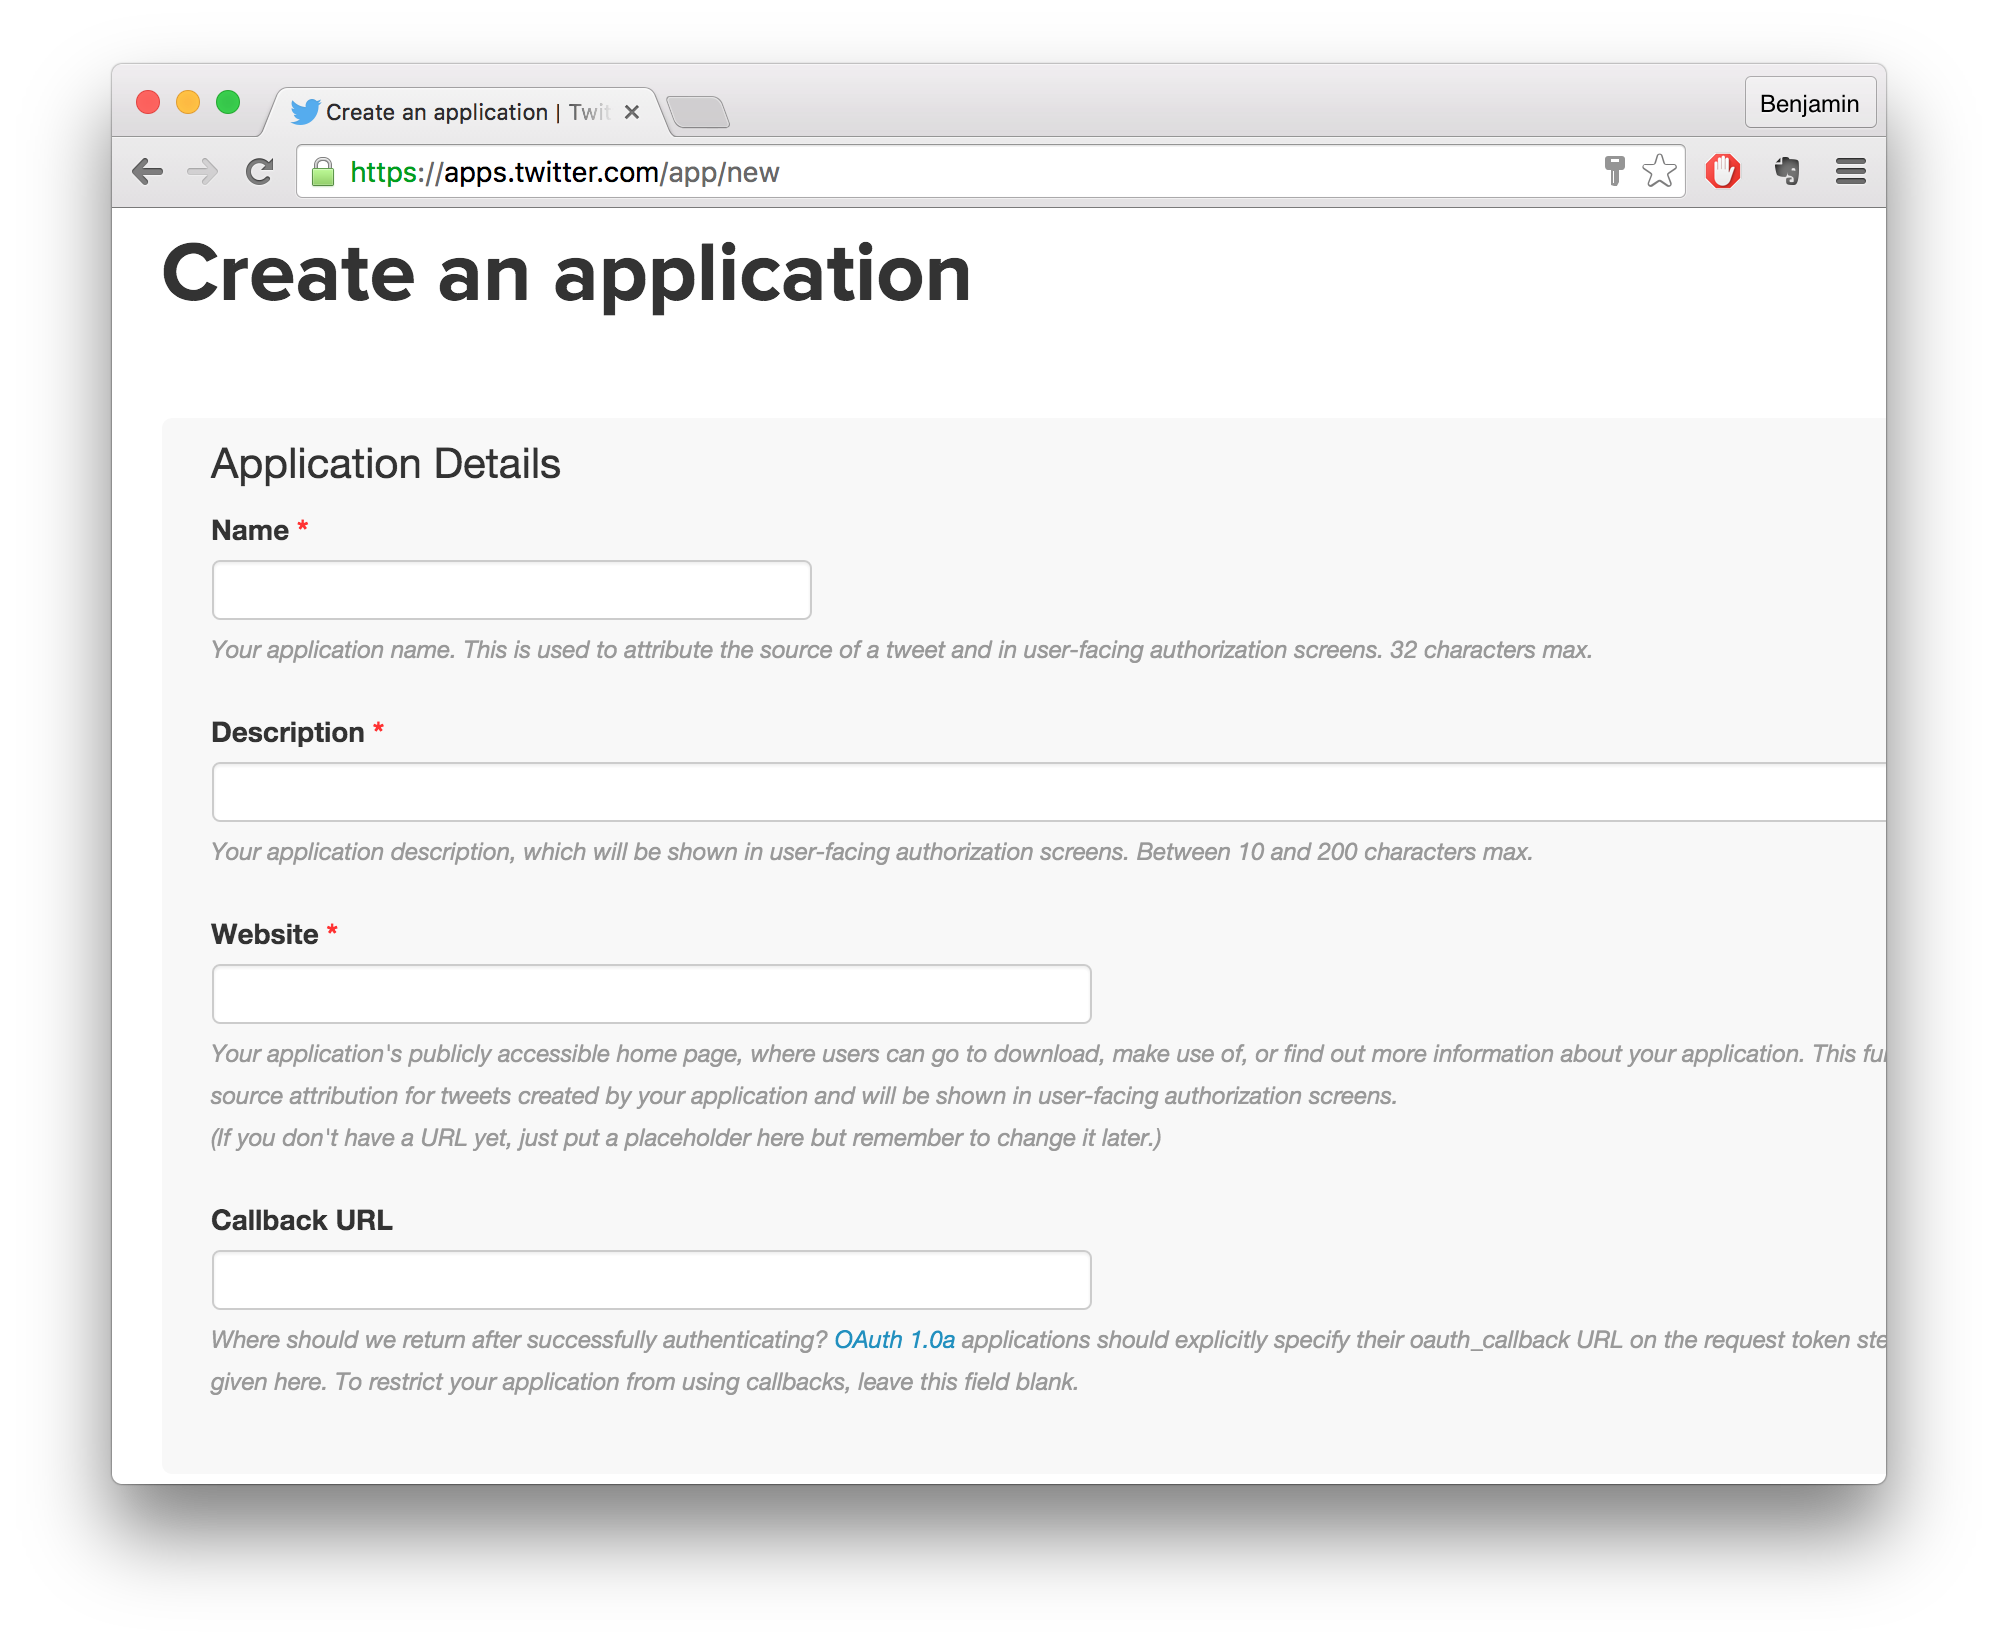 Create an application | Twit
Benjamin
https://apps.twitter.com/app/new
Create an application
Application Details
Name *
Your application name. This is used to attribute the source of a tweet and in user-facing authorization screens. 32 characters max.
Description *
Your application description, which will be shown in user-facing authorization screens. Between 10 and 200 characters max.
Website *
Your application's publicly accessible home page, where users can go to download, make use of, or find out more information about your application. This ful
source attribution for tweets created by your application and will be shown in user-facing authorization screens.
(If you don't have a URL yet, just put a placeholder here but remember to change it later.)
Callback URL
Where should we return after successfully authenticating? OAuth 1.0a applications should explicitly specify their oauth_callback URL on the request token ste
given here. To restrict your application from using callbacks, leave this field blank.